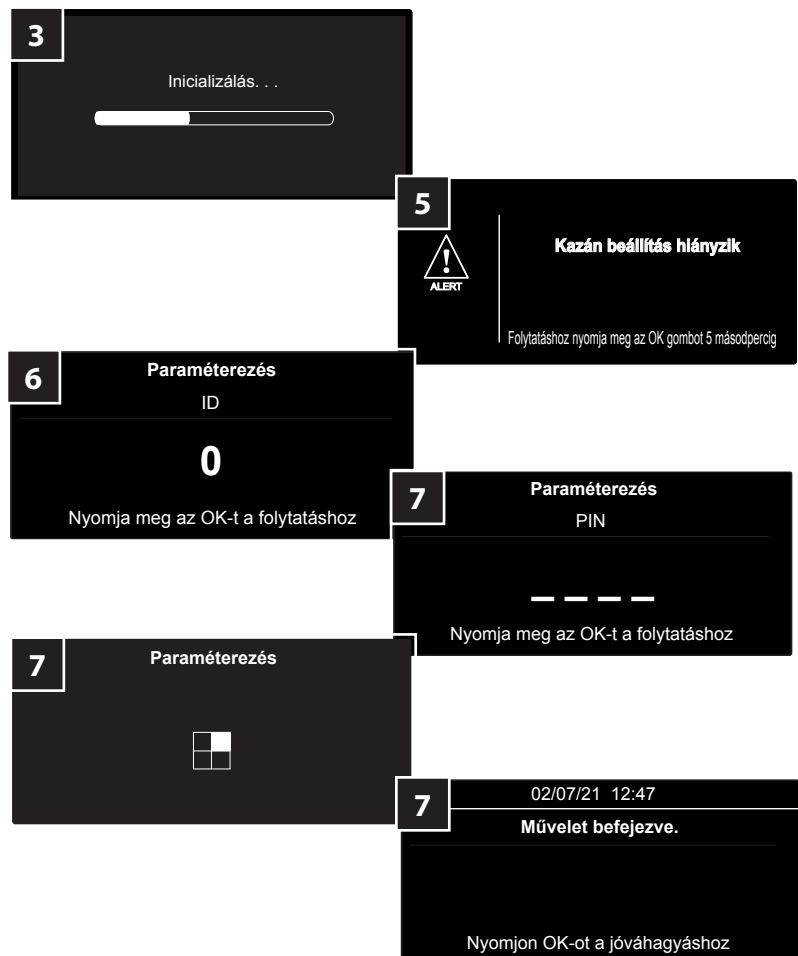 3
Inicializálás. . .
5
ALERT
Kazán beállítás hiányzik
Folytatáshoz nyomja meg az OK gombot 5 másodpercig
6
Paraméterezés
ID
0
Nyomja meg az OK-t a folytatáshoz
7
Paraméterezés
PIN
_ _ _ _
Nyomja meg az OK-t a folytatáshoz
7
Paraméterezés
7
02/07/21 12:47
Művelet befejezve.
Nyomjon OK-ot a jóváhagyáshoz